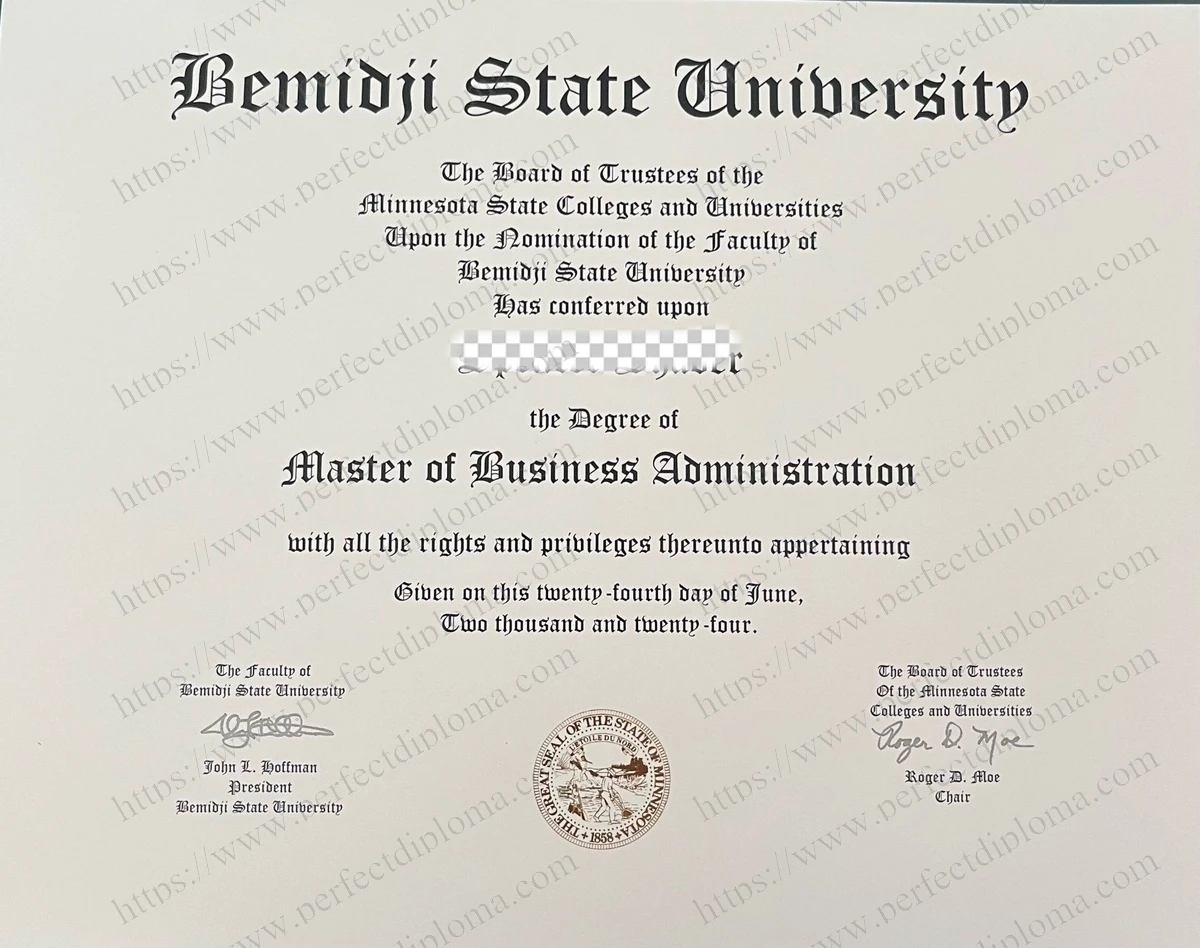 Bemidji State University
The Board of Trustees of the
Minnesota State Colleges and Universities
Upon the Nomination of the Faculty of
Bemidji State University
Has conferred upon
the Degree of
Master of Business Administration
with all the rights and privileges thereunto appertaining
Given on this twenty-fourth day of June,
Two thousand and twenty-four.
The Faculty of
Bemidji State University
John L. Hoffman
President
Bemidji State University
THE GREAT SEAL OF THE STATE OF MINNESOTA
L'ETOILE DU NORD
1858
The Board of Trustees
Of the Minnesota State
Colleges and Universities
Roger D. Moe
Roger D. Moe
Chair
https://www.perfectdiploma.com